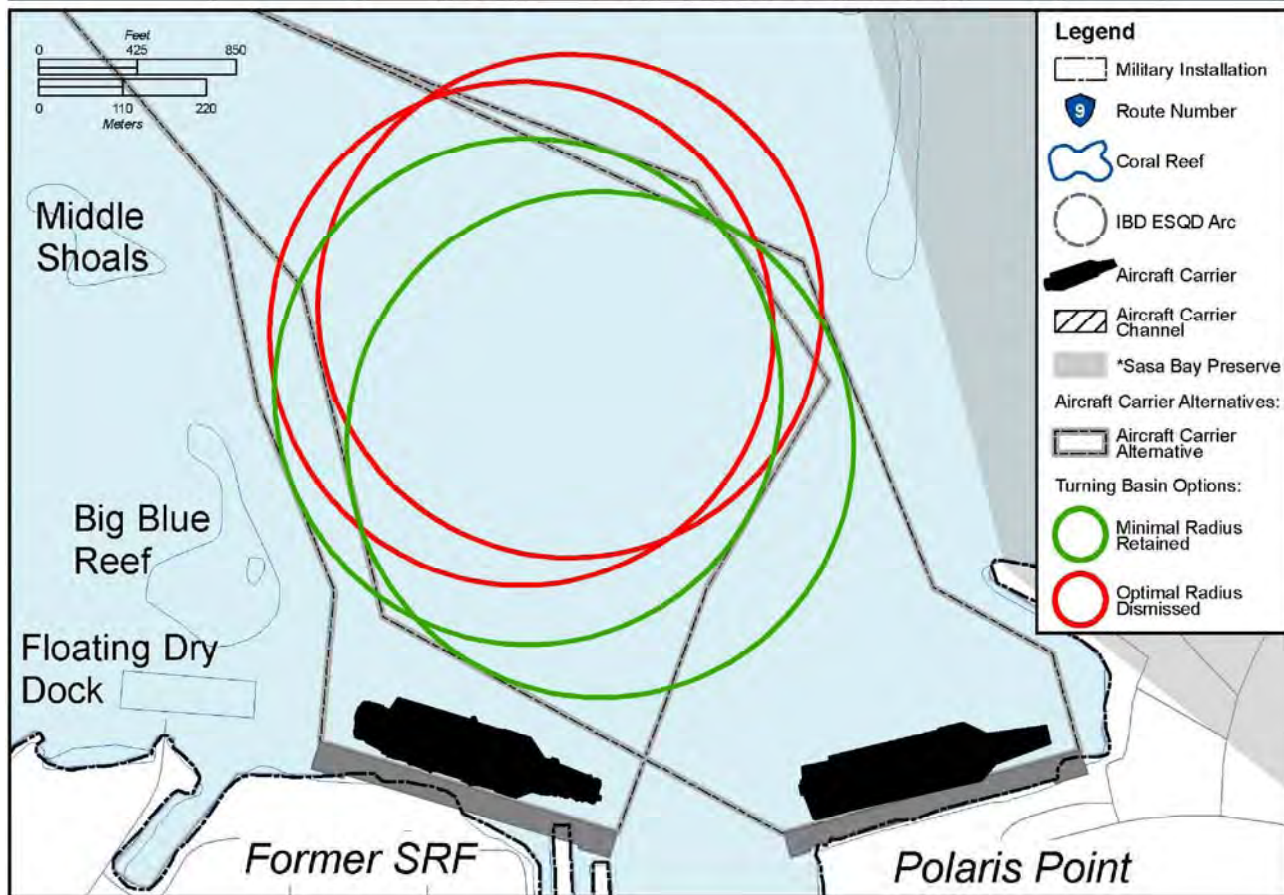 Feet
0 425 850
0 110 220
Meters
Middle
Shoals
Big Blue
Reef
Floating Dry
Dock
Former SRF
Polaris Point
Legend
Military Installation
9 Route Number
Coral Reef
IBD ESQD Arc
Aircraft Carrier
Aircraft Carrier
Channel
*Sasa Bay Preserve
Aircraft Carrier Alternatives:
Aircraft Carrier
Alternative
Turning Basin Options:
Minimal Radius
Retained
Optimal Radius
Dismissed